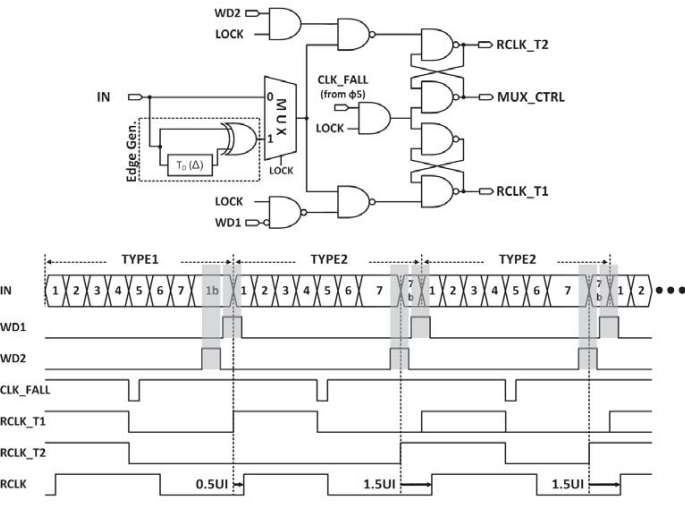 WD2
LOCK
RCLK_T2
CLK_FALL
(from ϕ5)
IN
0
MUX
MUX_CTRL
LOCK
Edge Gen.
1
T_D (Δ)
LOCK
LOCK
RCLK_T1
WD1
TYPE1 TYPE2 TYPE2
IN 1 2 3 4 5 6 7 1b 1 2 3 4 5 6 7 7b 1 2 3 4 5 6 7 7b 1 2
WD1
WD2
CLK_FALL
RCLK_T1
RCLK_T2
RCLK 0.5UI 1.5UI 1.5UI